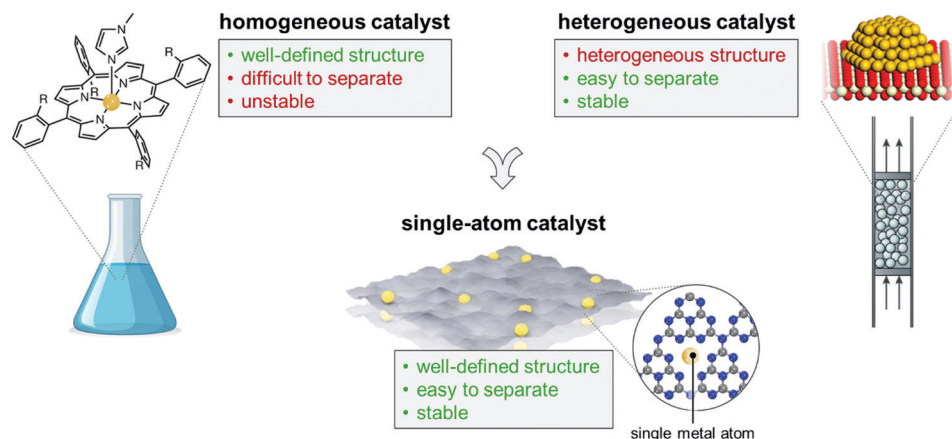 homogeneous catalyst
• well-defined structure
• difficult to separate
• unstable
heterogeneous catalyst
• heterogeneous structure
• easy to separate
• stable
N
N
R
R
R
N
N
N
N
R
single-atom catalyst
• well-defined structure
• easy to separate
• stable
single metal atom